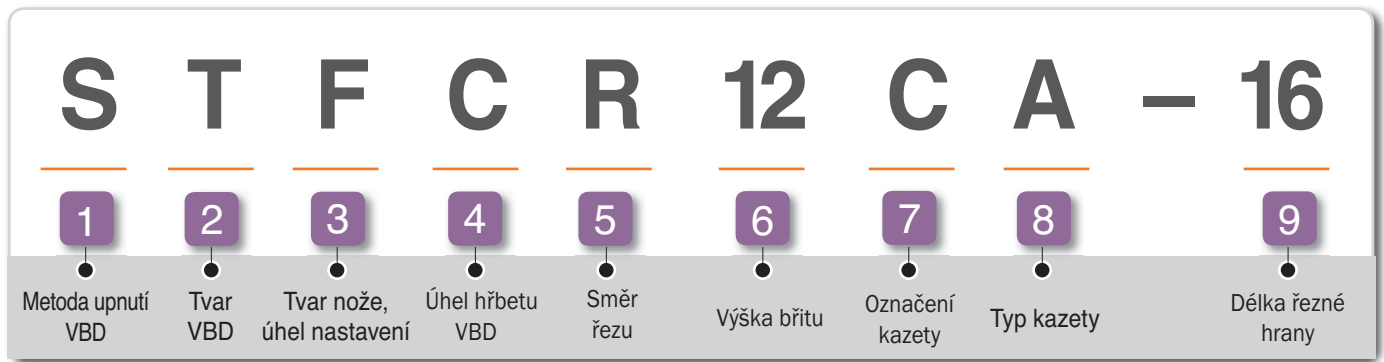 S T F C R 12 C A – 16
1 2 3 4 5 6 7 8 9
Metoda upnutí VBD
Tvar VBD
Tvar nože, úhel nastavení
Úhel hřbetu VBD
Směr řezu
Výška břitu
Označení kazety
Typ kazety
Délka řezné hrany